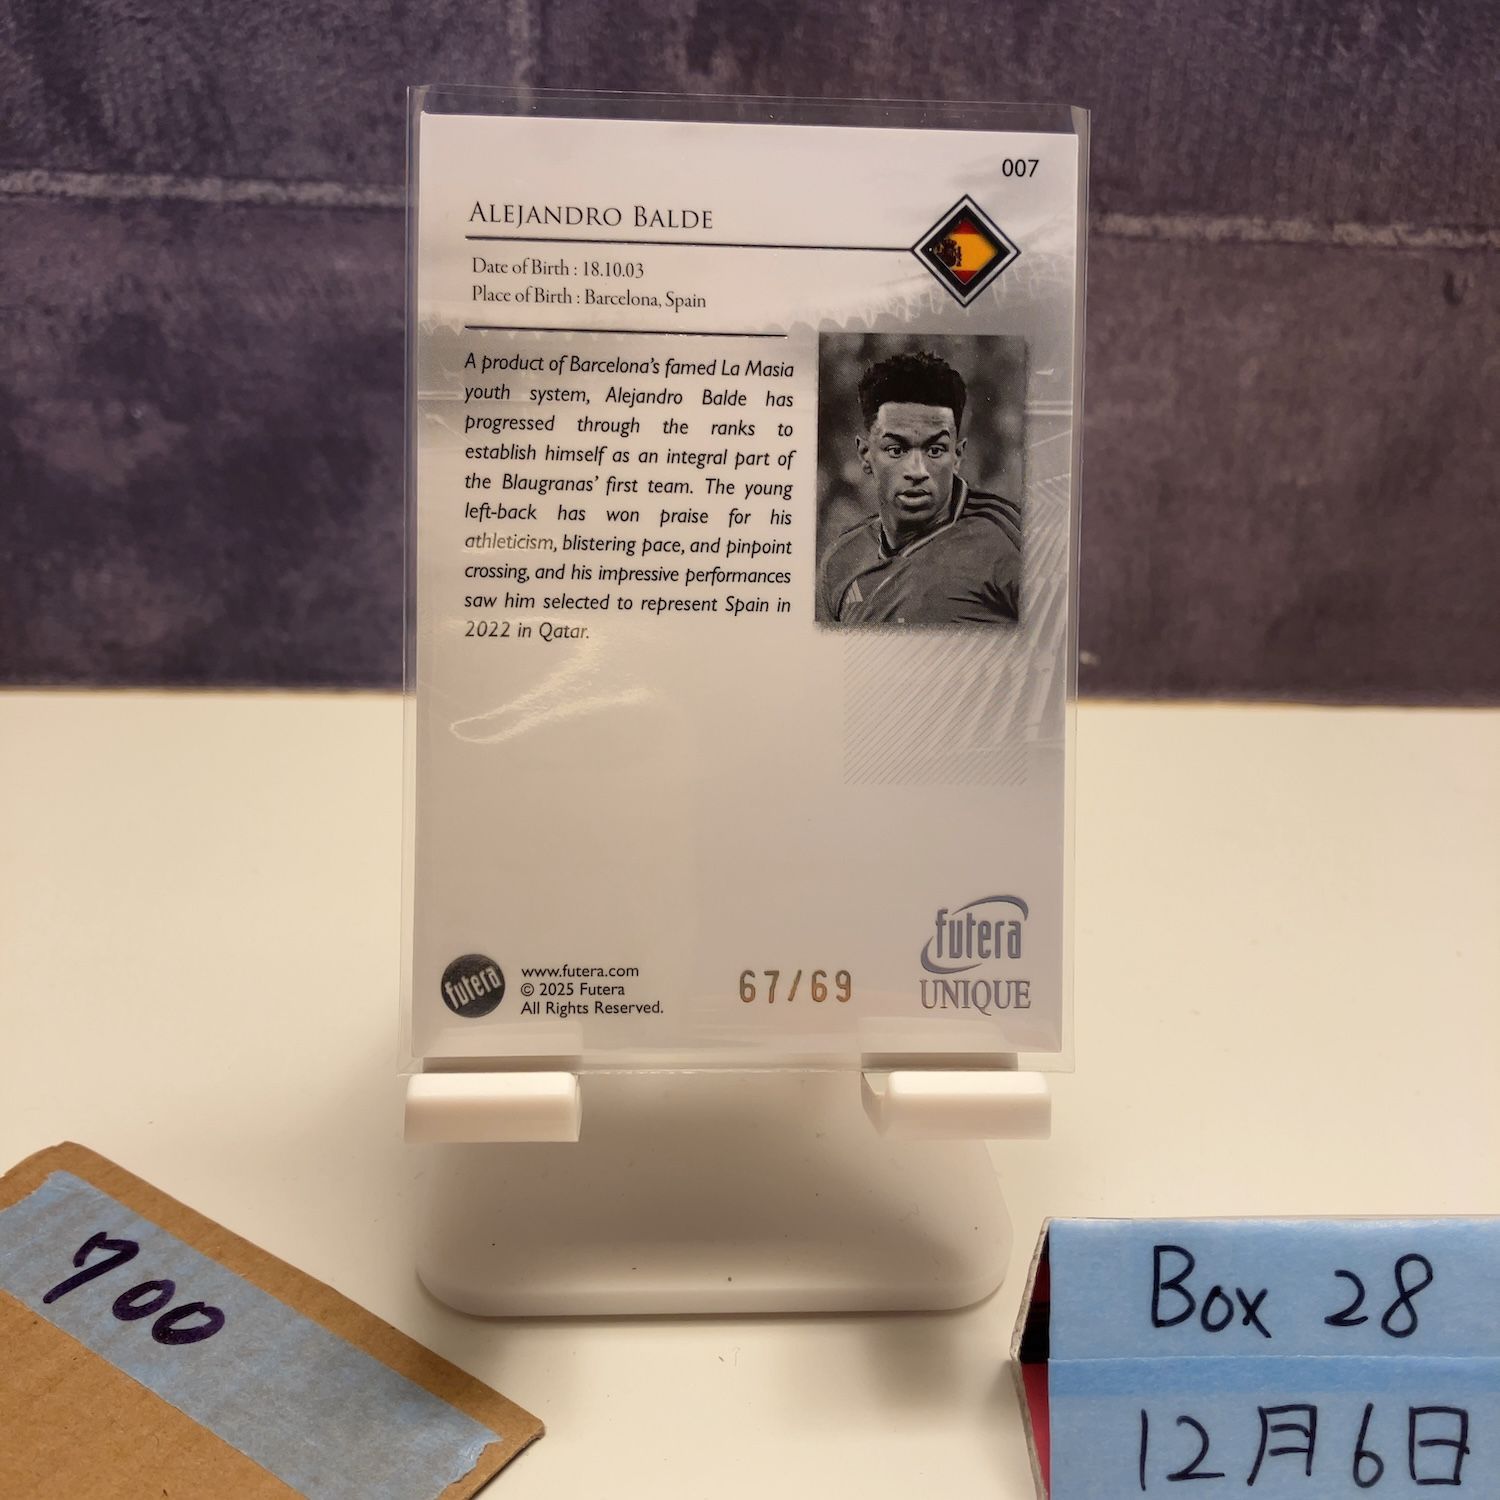 007
ALEJANDRO BALDE
Date of Birth : 18.10.03
Place of Birth : Barcelona, Spain
A product of Barcelona's famed La Masia
youth system, Alejandro Balde has
progressed through the ranks to
establish himself as an integral part of
the Blaugranas' first team. The young
left-back has won praise for his
athleticism, blistering pace, and pinpoint
crossing, and his impressive performances
saw him selected to represent Spain in
2022 in Qatar.
futera
www.futera.com
© 2025 Futera
All Rights Reserved.
67/69
futera
UNIQUE
700
Box 28
12月6日